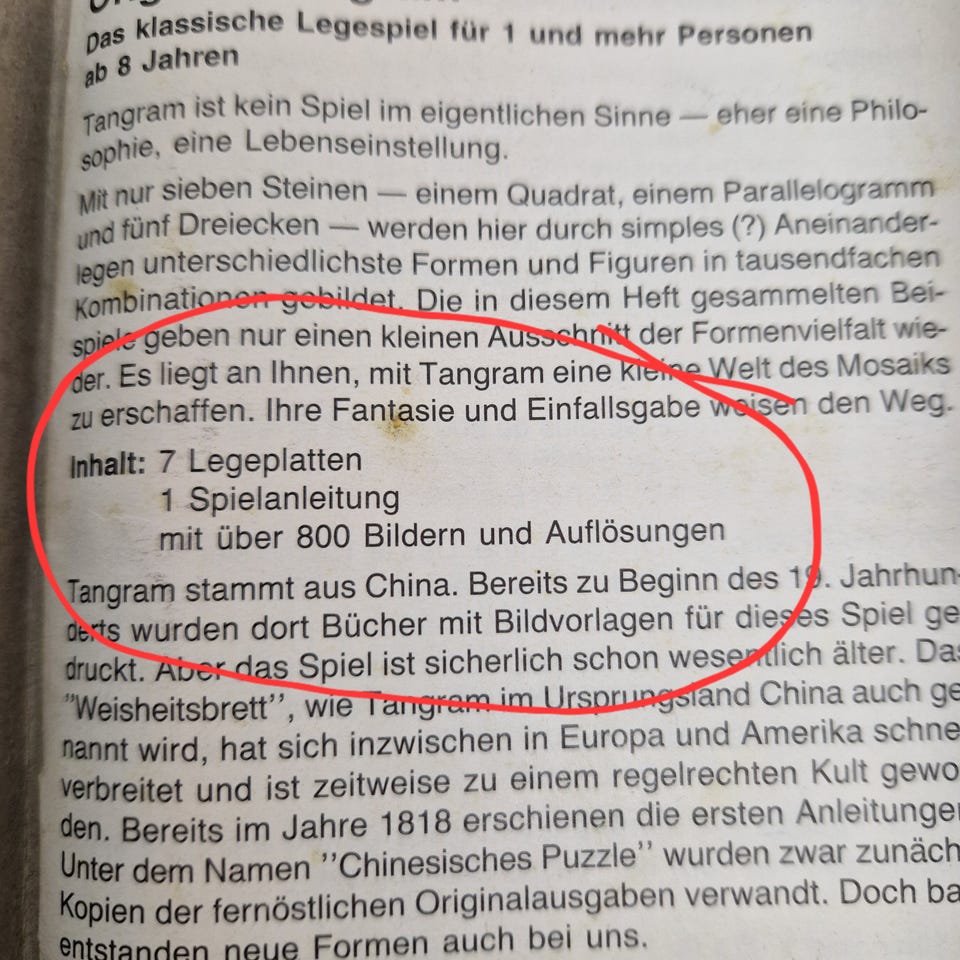 Das klassische Legespiel für 1 und mehr Personen
ab 8 Jahren
Tangram ist kein Spiel im eigentlichen Sinne — eher eine Philo-
sophie, eine Lebenseinstellung.
Mit nur sieben Steinen — einem Quadrat, einem Parallelogramm
und fünf Dreiecken — werden hier durch simples (?) Aneinander-
legen unterschiedlichste Formen und Figuren in tausendfachen
Kombinationen gebildet. Die in diesem Heft gesammelten Bei-
spiele geben nur einen kleinen Ausschnitt der Formenvielfalt wie-
der. Es liegt an Ihnen, mit Tangram eine kleine Welt des Mosaiks
zu erschaffen. Ihre Fantasie und Einfallsgabe weisen den Weg.
Inhalt: 7 Legeplatten
1 Spielanleitung
mit über 800 Bildern und Auflösungen
Tangram stammt aus China. Bereits zu Beginn des 19. Jahrhun-
derts wurden dort Bücher mit Bildvorlagen für dieses Spiel ge
druckt. Aber das Spiel ist sicherlich schon wesentlich älter. Das
"Weisheitsbrett", wie Tangram im Ursprungsland China auch ge
nannt wird, hat sich inzwischen in Europa und Amerika schne
verbreitet und ist zeitweise zu einem regelrechten Kult gewo
den. Bereits im Jahre 1818 erschienen die ersten Anleitunge
Unter dem Namen "Chinesisches Puzzle" wurden zwar zunäch
Kopien der fernöstlichen Originalausgaben verwandt. Doch ba
entstanden neue Formen auch bei uns.